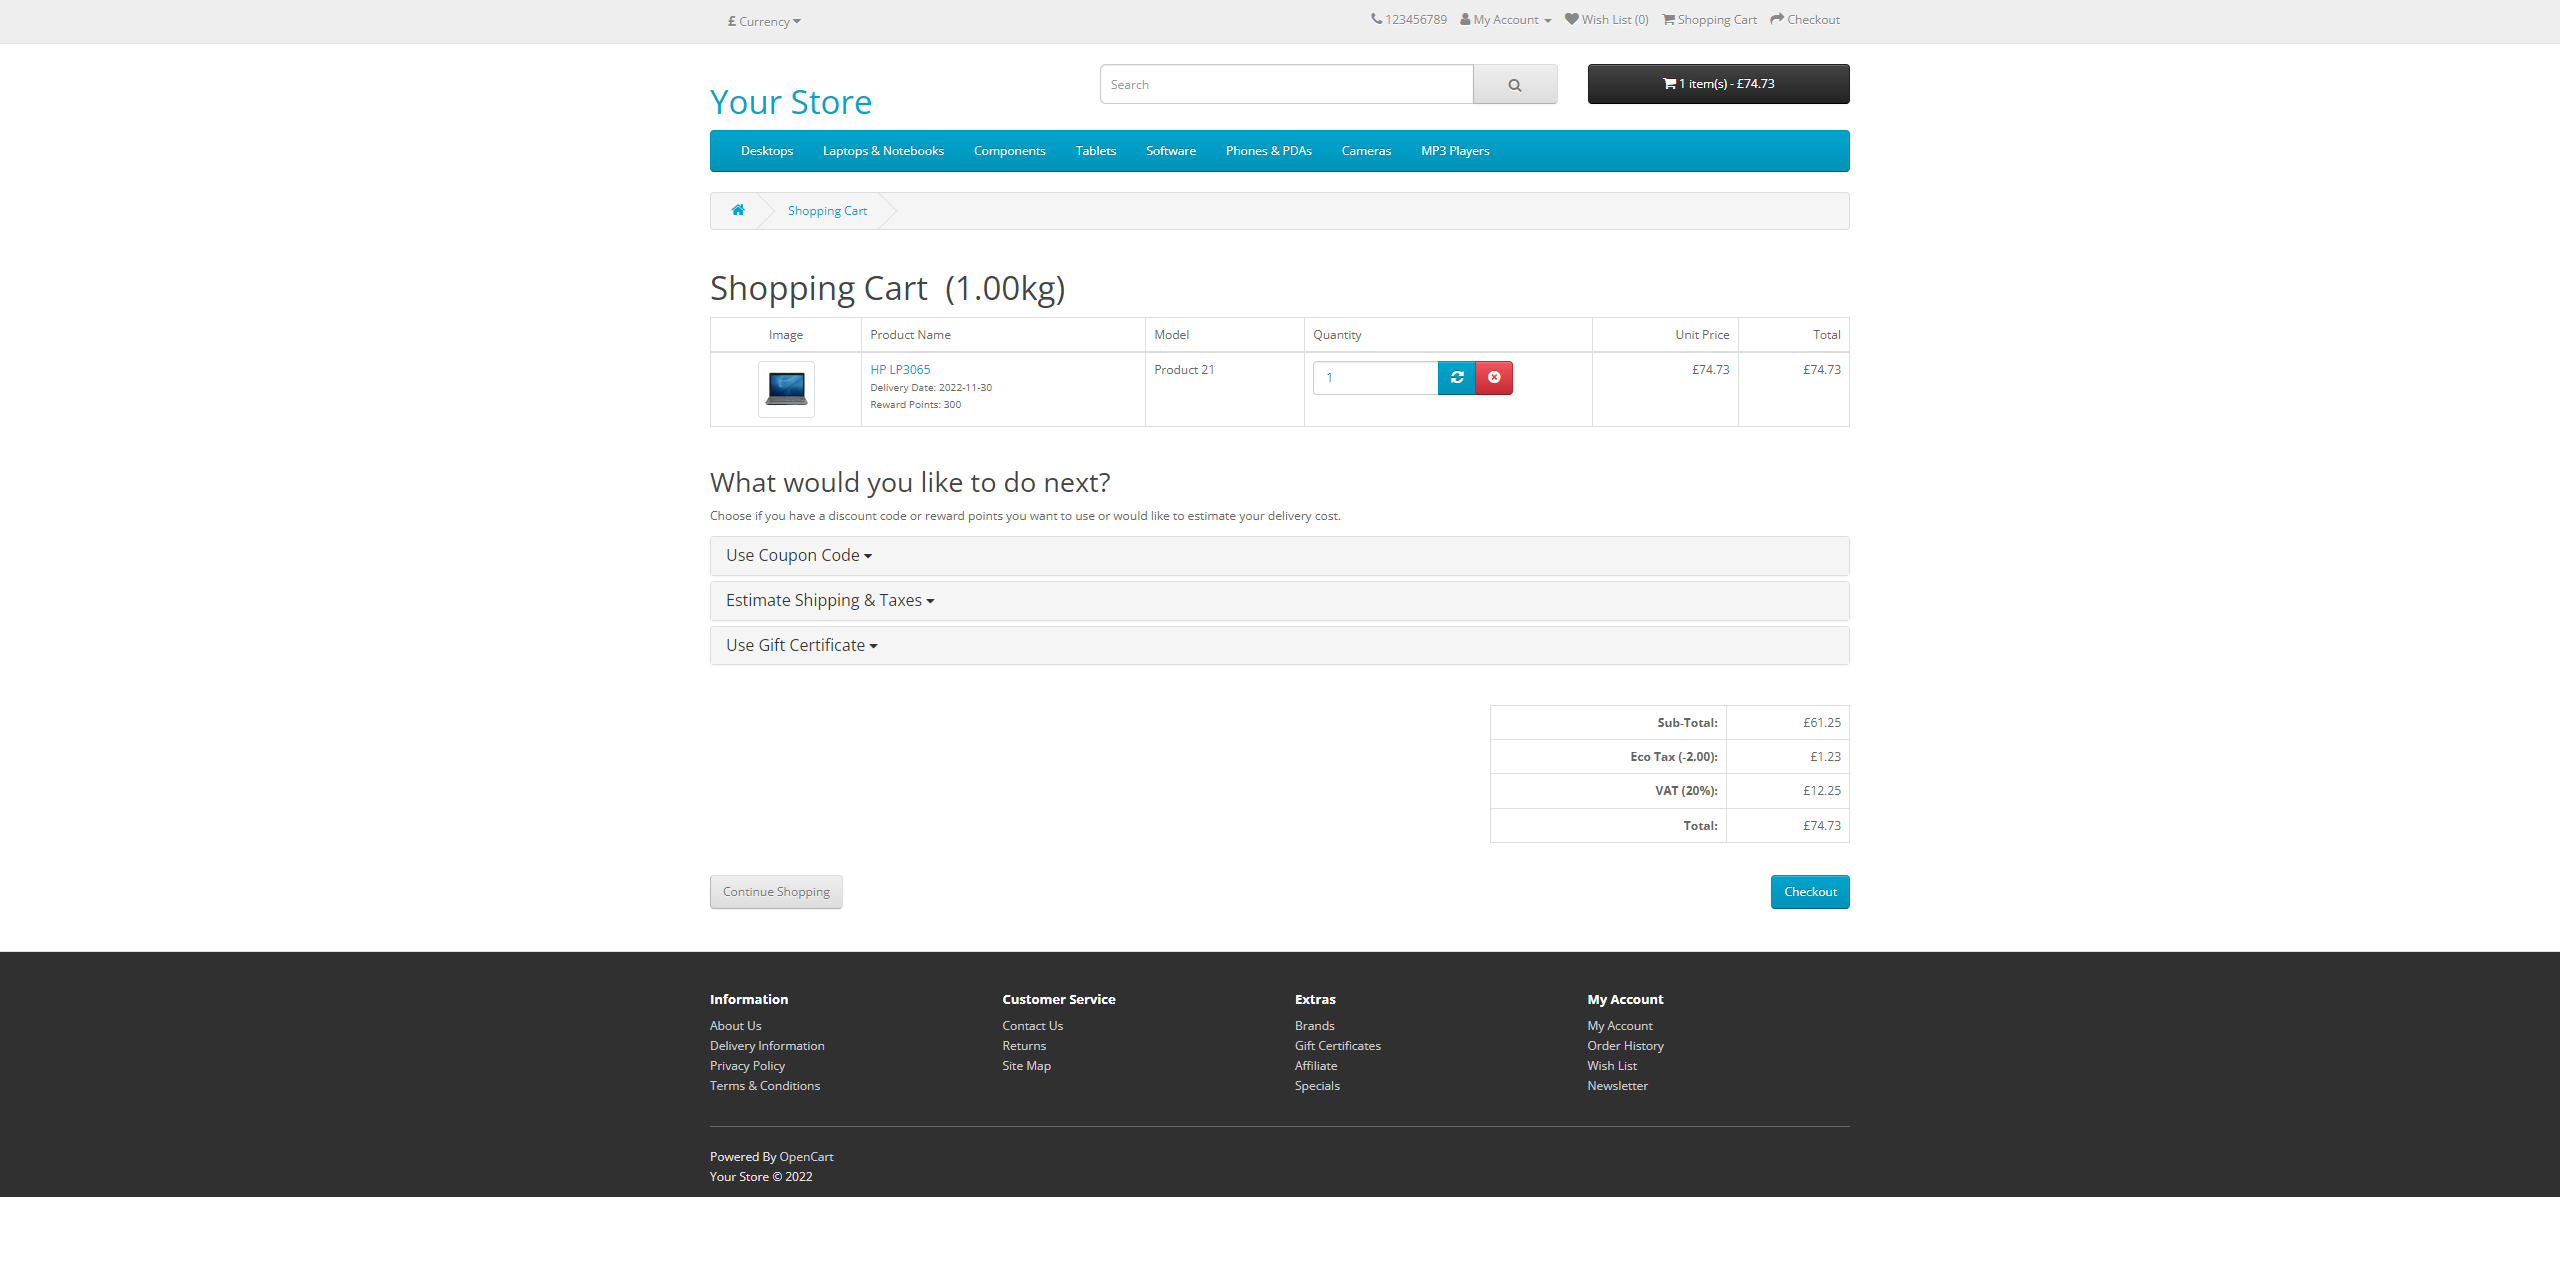 £ Currency
123456789 My Account Wish List (0) Shopping Cart Checkout
Your Store
Search
1 item(s) - £74.73
Desktops Laptops & Notebooks Components Tablets Software Phones & PDAs Cameras MP3 Players
Shopping Cart
Shopping Cart (1.00kg)
Image Product Name Model Quantity Unit Price Total
HP LP3065 Product 21 1 £74.73 £74.73
Delivery Date: 2022-11-30
Reward Points: 300
What would you like to do next?
Choose if you have a discount code or reward points you want to use or would like to estimate your delivery cost.
Use Coupon Code
Estimate Shipping & Taxes
Use Gift Certificate
Sub-Total: £61.25
Eco Tax (-2.00): £1.23
VAT (20%): £12.25
Total: £74.73
Continue Shopping Checkout
Information Customer Service Extras My Account
About Us Contact Us Brands My Account
Delivery Information Returns Gift Certificates Order History
Privacy Policy Site Map Affiliate Wish List
Terms & Conditions Specials Newsletter
Powered By OpenCart
Your Store © 2022